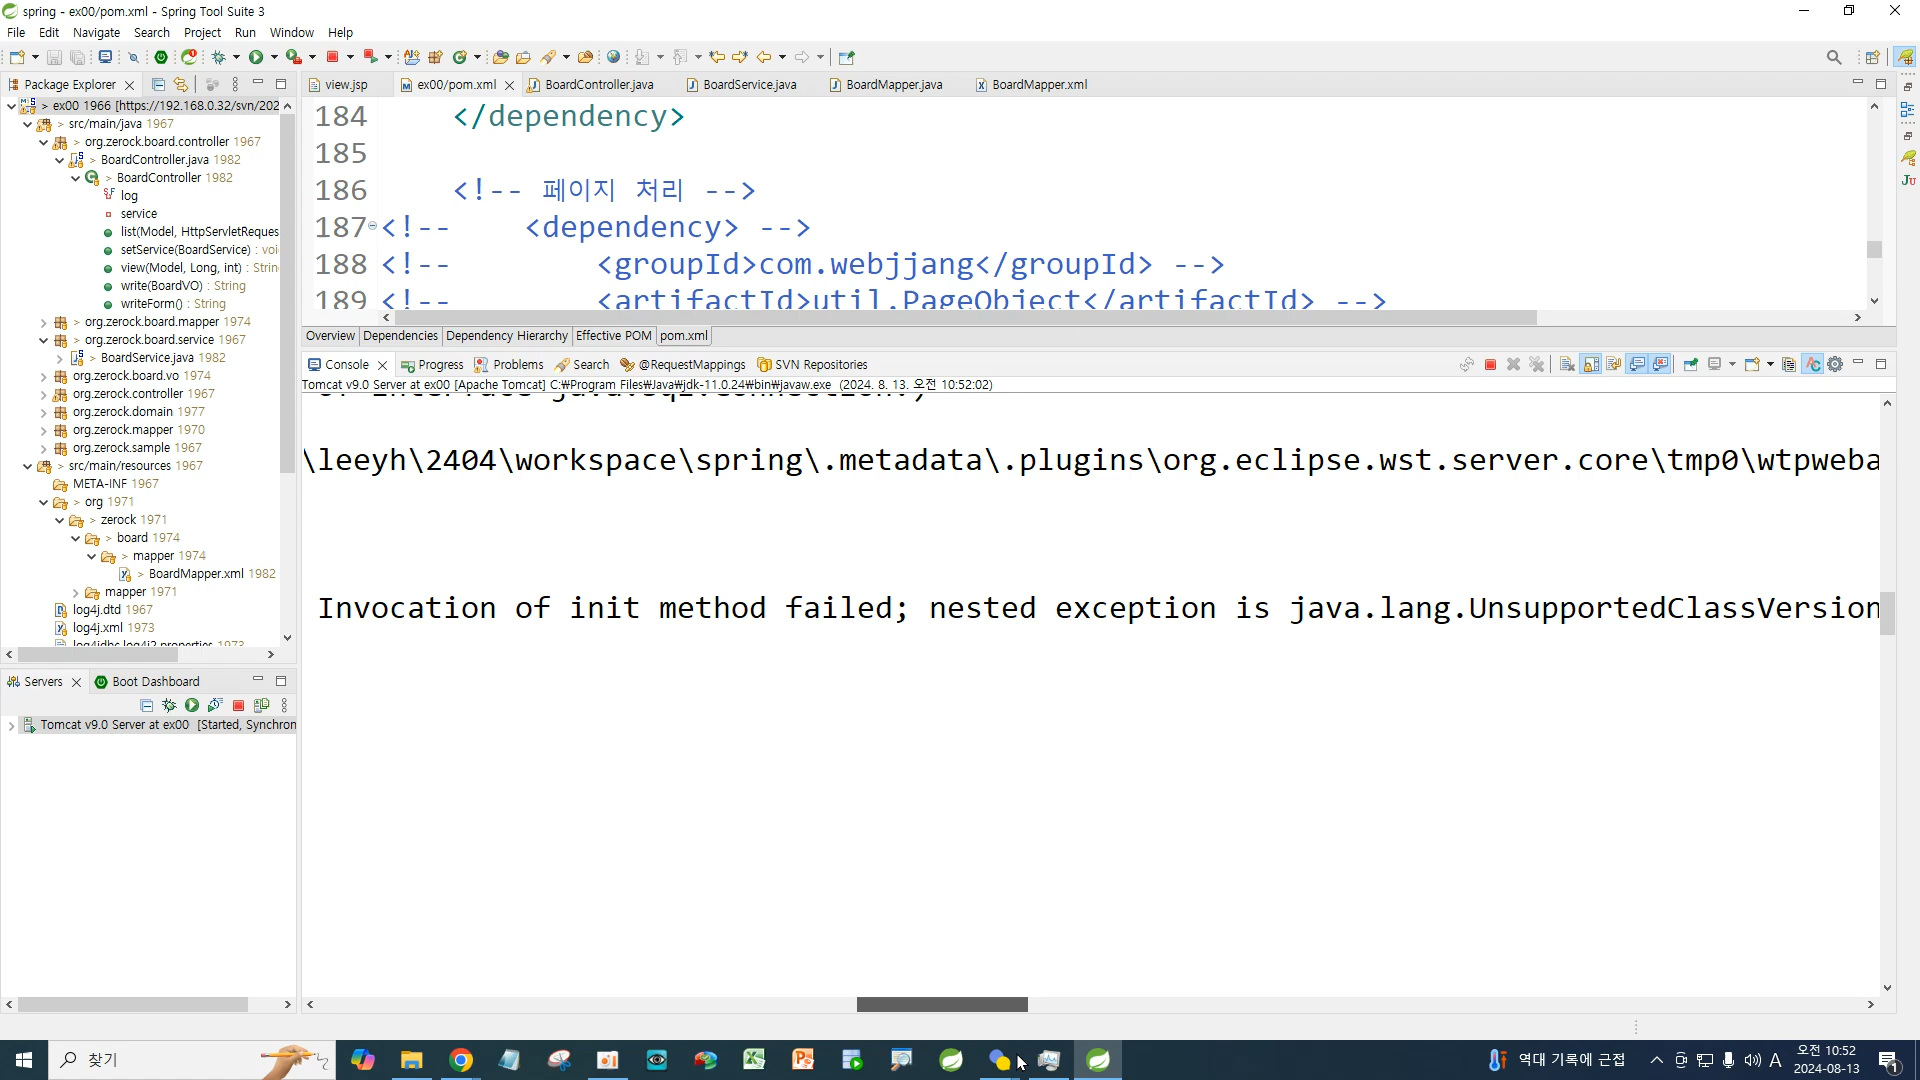 spring - ex00/pom.xml - Spring Tool Suite 3
File Edit Navigate Search Project Run Window Help
Package Explorer
view.jsp ex00/pom.xml BoardController.java BoardService.java BoardMapper.java BoardMapper.xml
> ex00 1966 [https://192.168.0.32/svn/202
> src/main/java 1967
> org.zerock.board.controller 1967
> BoardController.java 1982
> BoardController 1982
log
service
list(Model, HttpServletReques
setService(BoardService) : voi
view(Model, Long, int) : Strin
write(BoardVO) : String
writeForm() : String
> org.zerock.board.mapper 1974
> org.zerock.board.service 1967
> BoardService.java 1982
org.zerock.board.vo 1974
org.zerock.controller 1967
org.zerock.domain 1977
org.zerock.mapper 1970
org.zerock.sample 1967
> src/main/resources 1967
META-INF 1967
> org 1971
> zerock 1971
> board 1974
> mapper 1974
> BoardMapper.xml 1982
mapper 1971
log4j.dtd 1967
log4j.xml 1973
log4jdbc.log4j2.properties 1973
184 </dependency>
185
186 <!-- 페이지 처리 -->
187 <!-- <dependency> -->
188 <!-- <groupId>com.webjjang</groupId> -->
189 <!-- <artifactId>util.PageObject</artifactId> -->
Overview Dependencies Dependency Hierarchy Effective POM pom.xml
Console Progress Problems Search @RequestMappings SVN Repositories
Tomcat v9.0 Server at ex00 [Apache Tomcat] C:₩Program Files₩Java₩jdk-11.0.24₩bin₩javaw.exe (2024. 8. 13. 오전 10:52:02)
of interface java.sql.Connection.)
\leeyh\2404\workspace\spring\.metadata\.plugins\org.eclipse.wst.server.core\tmp0\wtpweba
Invocation of init method failed; nested exception is java.lang.UnsupportedClassVersion
Servers Boot Dashboard
Tomcat v9.0 Server at ex00 [Started, Synchron
찾기
역대 기록에 근접
A
오전 10:52
2024-08-13
1